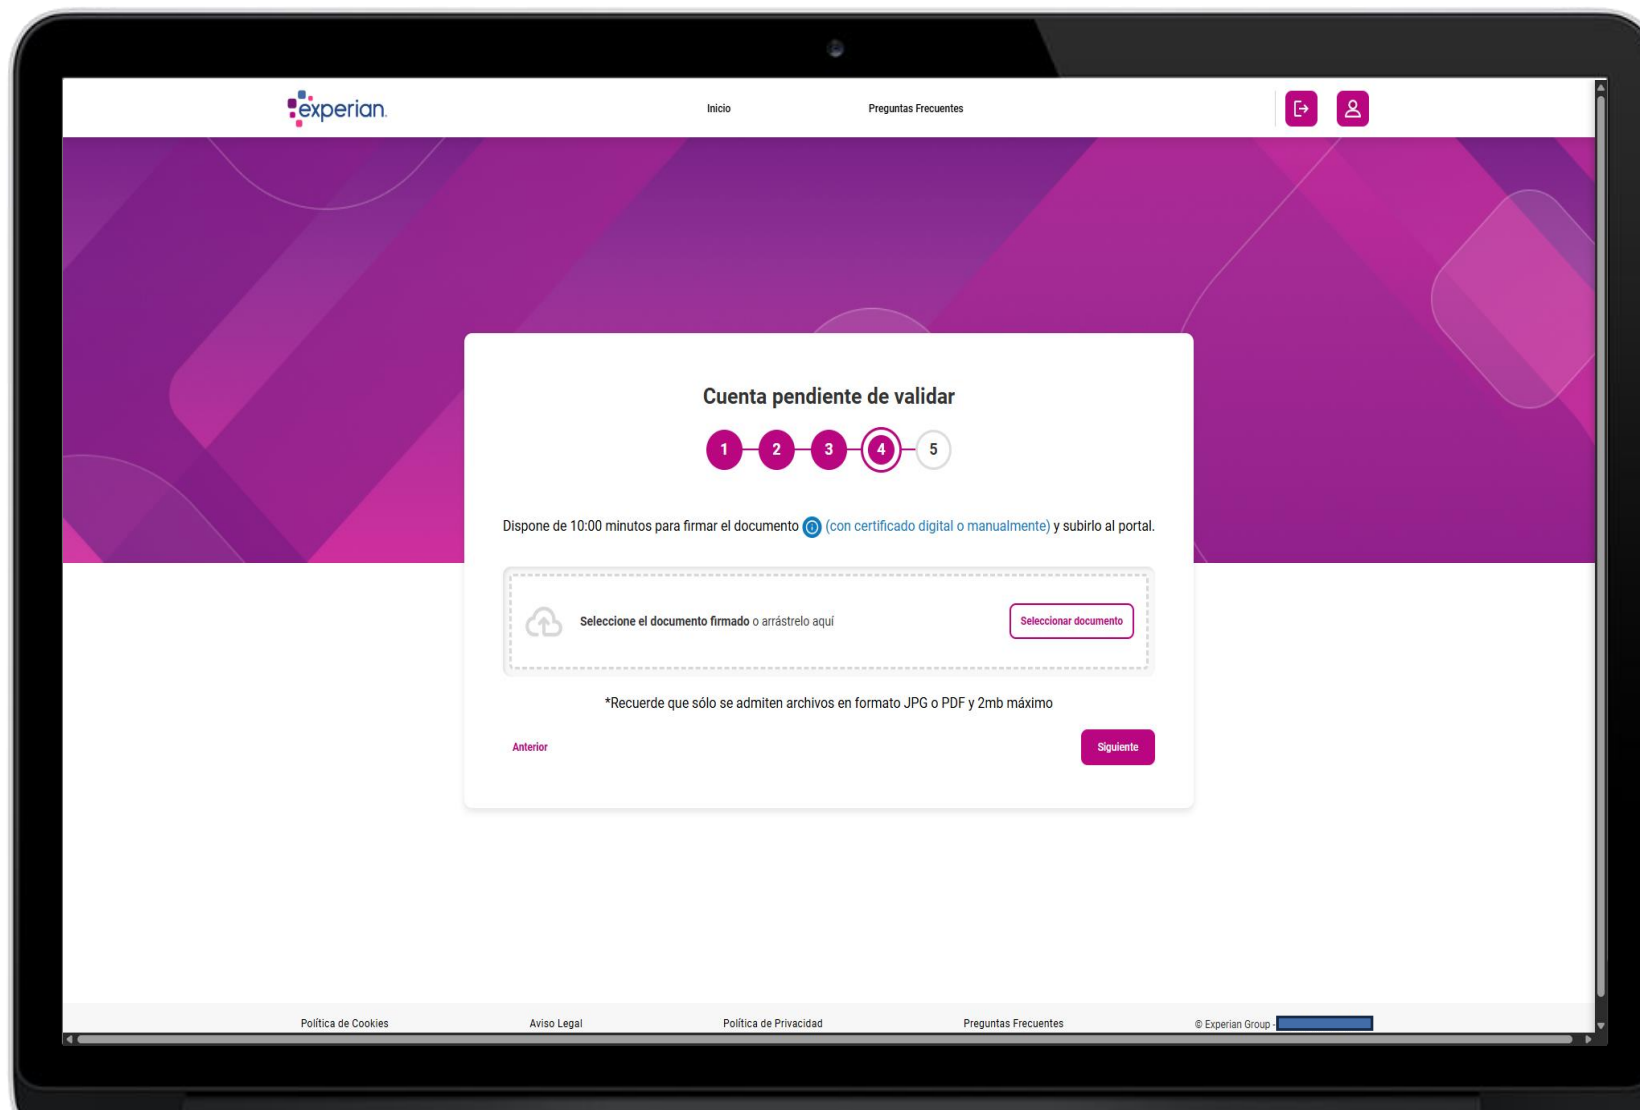 experian.
Inicio
Preguntas Frecuentes
Cuenta pendiente de validar
1 2 3 4 5
Dispone de 10:00 minutos para firmar el documento (con certificado digital o manualmente) y subirlo al portal.
Seleccione el documento firmado o arrástrelo aquí
Seleccionar documento
*Recuerde que sólo se admiten archivos en formato JPG o PDF y 2mb máximo
Anterior
Siguiente
Política de Cookies
Aviso Legal
Política de Privacidad
Preguntas Frecuentes
© Experian Group -